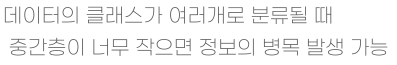 데이터의 클래스가 여러개로 분류될 때
중간층이 너무 작으면 정보의 병목 발생 가능